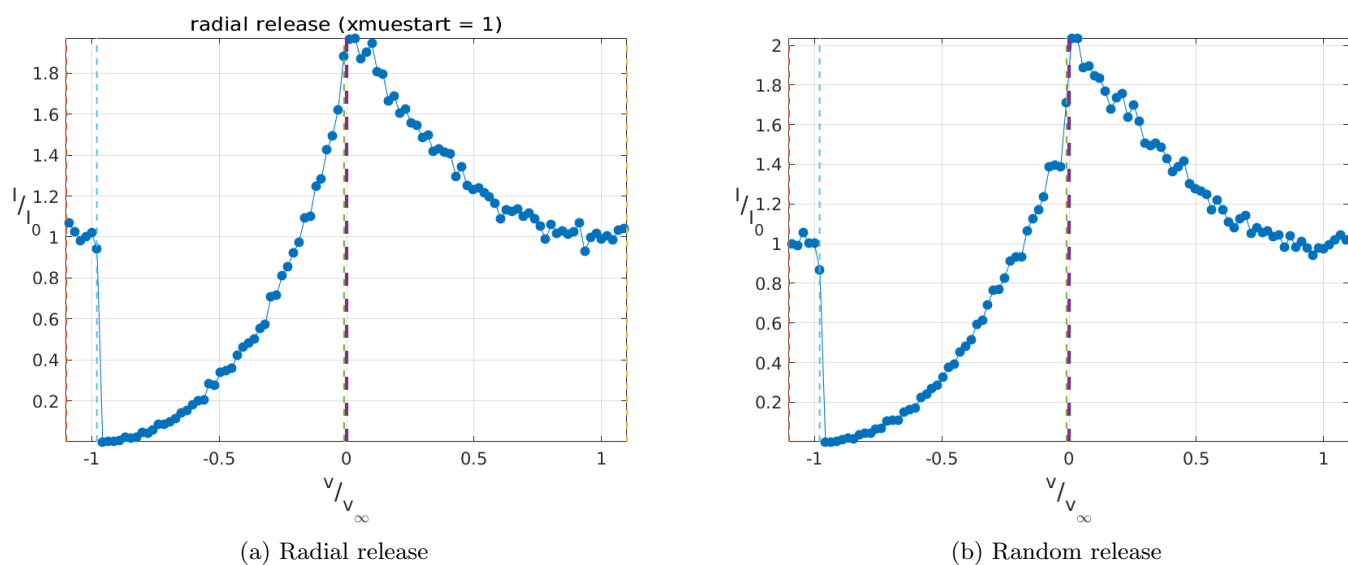 radial release (xmuestart = 1)
1.8
1.6
1.4
1.2
1
0.8
0.6
0.4
0.2
I/I0
-1 -0.5 0 0.5 1
v/v∞
(a) Radial release
2
1.8
1.6
1.4
1.2
1
0.8
0.6
0.4
0.2
I/I0
-1 -0.5 0 0.5 1
v/v∞
(b) Random release